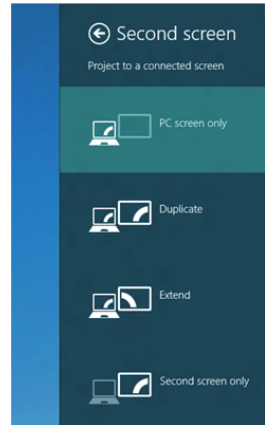 Second screen
Project to a connected screen
PC screen only
Duplicate
Extend
Second screen only